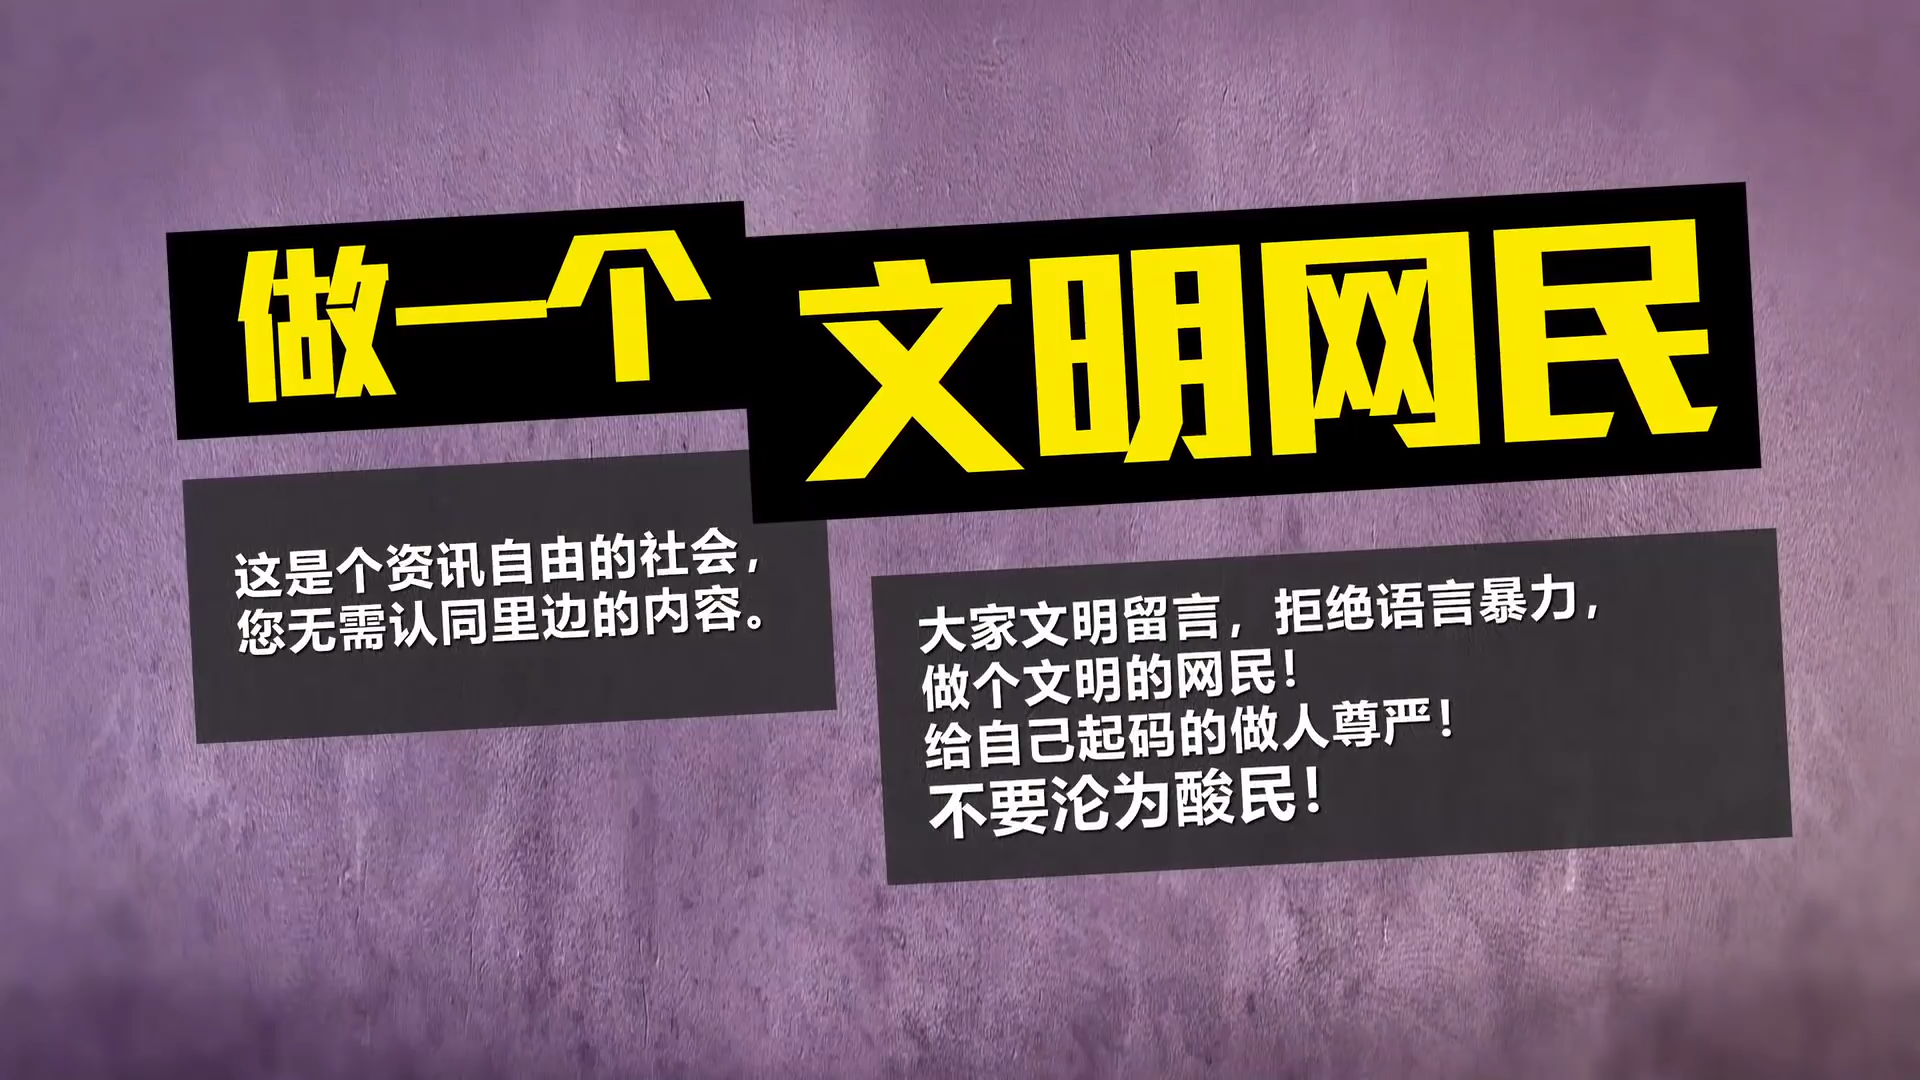 做一个
文明网民
这是个资讯自由的社会，
您无需认同里边的内容。
大家文明留言，拒绝语言暴力，
做个文明的网民！
给自己起码的做人尊严！
不要沦为酸民！